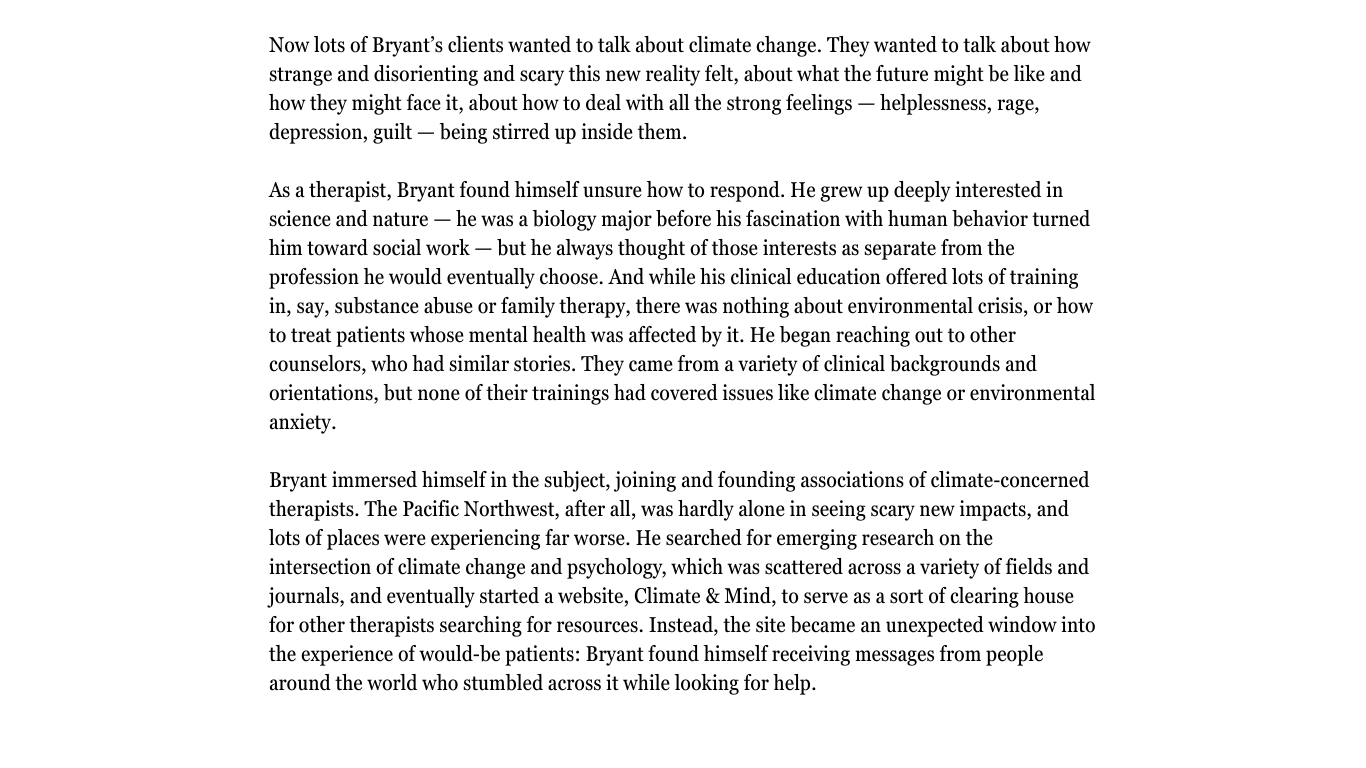 Now lots of Bryant’s clients wanted to talk about climate change. They wanted to talk about how
strange and disorienting and scary this new reality felt, about what the future might be like and
how they might face it, about how to deal with all the strong feelings — helplessness, rage,
depression, guilt — being stirred up inside them.
As a therapist, Bryant found himself unsure how to respond. He grew up deeply interested in
science and nature — he was a biology major before his fascination with human behavior turned
him toward social work — but he always thought of those interests as separate from the
profession he would eventually choose. And while his clinical education offered lots of training
in, say, substance abuse or family therapy, there was nothing about environmental crisis, or how
to treat patients whose mental health was affected by it. He began reaching out to other
counselors, who had similar stories. They came from a variety of clinical backgrounds and
orientations, but none of their trainings had covered issues like climate change or environmental
anxiety.
Bryant immersed himself in the subject, joining and founding associations of climate-concerned
therapists. The Pacific Northwest, after all, was hardly alone in seeing scary new impacts, and
lots of places were experiencing far worse. He searched for emerging research on the
intersection of climate change and psychology, which was scattered across a variety of fields and
journals, and eventually started a website, Climate & Mind, to serve as a sort of clearing house
for other therapists searching for resources. Instead, the site became an unexpected window into
the experience of would-be patients: Bryant found himself receiving messages from people
around the world who stumbled across it while looking for help.